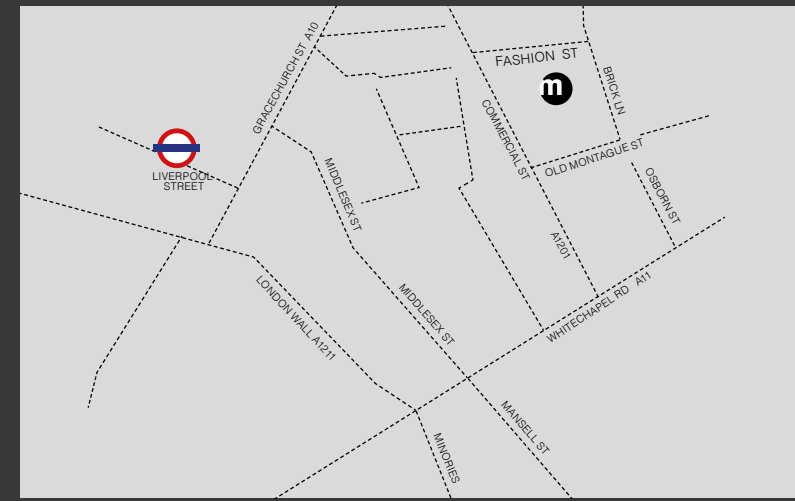 GRACECHURCH ST A10
FASHION ST
m
BRICK LN
COMMERCIAL ST
OLD MONTAGUE ST
LIVERPOOL
STREET
MIDDLESEX ST
OSBORN ST
A1201
LONDON WALL A1211
MIDDLESEX ST
WHITECHAPEL RD A11
MANSELL ST
MINORIES